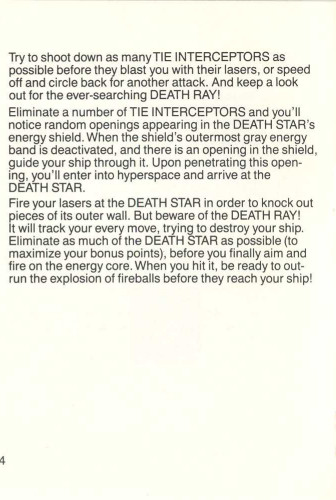 Try to shoot down as many TIE INTERCEPTORS as
possible before they blast you with their lasers, or speed
off and circle back for another attack. And keep a look
out for the ever-searching DEATH RAY!
Eliminate a number of TIE INTERCEPTORS and you'll
notice random openings appearing in the DEATH STAR's
energy shield. When the shield's outermost gray energy
band is deactivated, and there is an opening in the shield,
guide your ship through it. Upon penetrating this open-
ing, you'll enter into hyperspace and arrive at the
DEATH STAR.
Fire your lasers at the DEATH STAR in order to knock out
pieces of its outer wall. But beware of the DEATH RAY!
It will track your every move, trying to destroy your ship.
Eliminate as much of the DEATH STAR as possible (to
maximize your bonus points), before you finally aim and
fire on the energy core. When you hit it, be ready to out-
run the explosion of fireballs before they reach your ship!
4